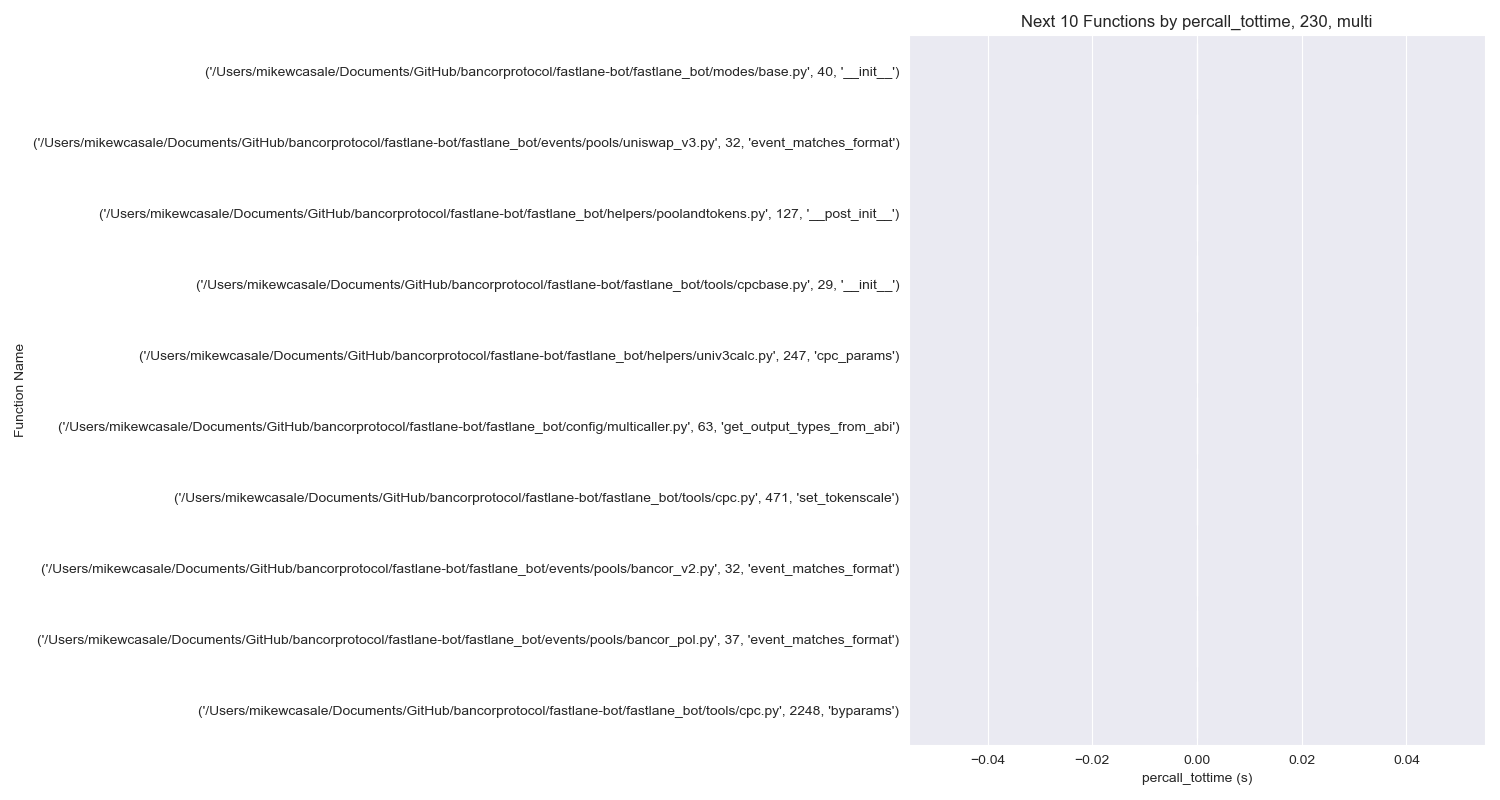 Next 10 Functions by percall_tottime, 230, multi
('/Users/mikewcasale/Documents/GitHub/bancorprotocol/fastlane-bot/fastlane_bot/modes/base.py', 40, '__init__')
('/Users/mikewcasale/Documents/GitHub/bancorprotocol/fastlane-bot/fastlane_bot/events/pools/uniswap_v3.py', 32, 'event_matches_format')
('/Users/mikewcasale/Documents/GitHub/bancorprotocol/fastlane-bot/fastlane_bot/helpers/poolandtokens.py', 127, '__post_init__')
('/Users/mikewcasale/Documents/GitHub/bancorprotocol/fastlane-bot/fastlane_bot/tools/cpcbase.py', 29, '__init__')
('/Users/mikewcasale/Documents/GitHub/bancorprotocol/fastlane-bot/fastlane_bot/helpers/univ3calc.py', 247, 'cpc_params')
('/Users/mikewcasale/Documents/GitHub/bancorprotocol/fastlane-bot/fastlane_bot/config/multicaller.py', 63, 'get_output_types_from_abi')
('/Users/mikewcasale/Documents/GitHub/bancorprotocol/fastlane-bot/fastlane_bot/tools/cpc.py', 471, 'set_tokenscale')
('/Users/mikewcasale/Documents/GitHub/bancorprotocol/fastlane-bot/fastlane_bot/events/pools/bancor_v2.py', 32, 'event_matches_format')
('/Users/mikewcasale/Documents/GitHub/bancorprotocol/fastlane-bot/fastlane_bot/events/pools/bancor_pol.py', 37, 'event_matches_format')
('/Users/mikewcasale/Documents/GitHub/bancorprotocol/fastlane-bot/fastlane_bot/tools/cpc.py', 2248, 'byparams')
Function Name
−0.04 −0.02 0.00 0.02 0.04
percall_tottime (s)